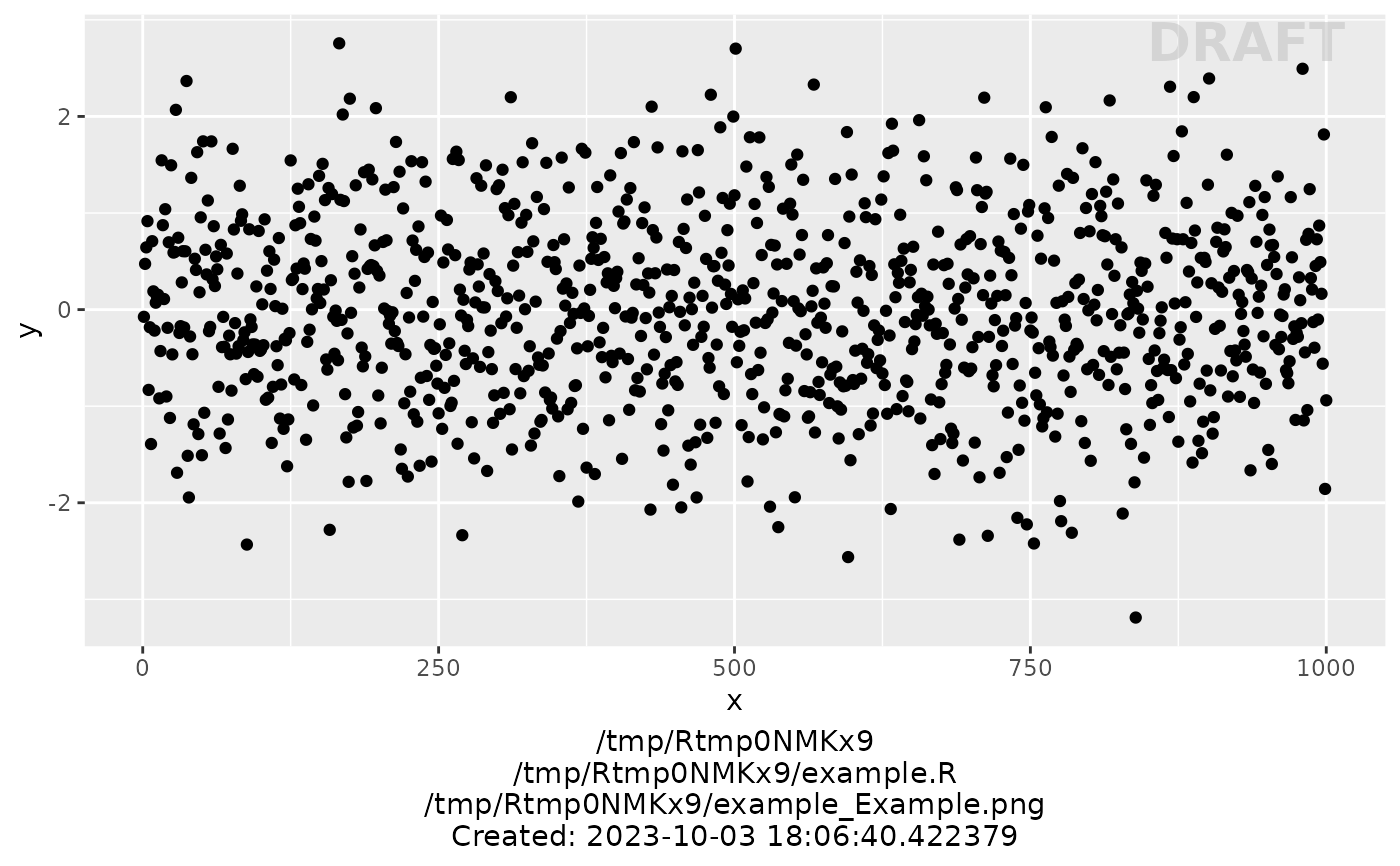 DRAFT
2
0
-2
y
0 250 500 750 1000
x
/tmp/Rtmp0NMKx9
/tmp/Rtmp0NMKx9/example.R
/tmp/Rtmp0NMKx9/example_Example.png
Created: 2023-10-03 18:06:40.422379